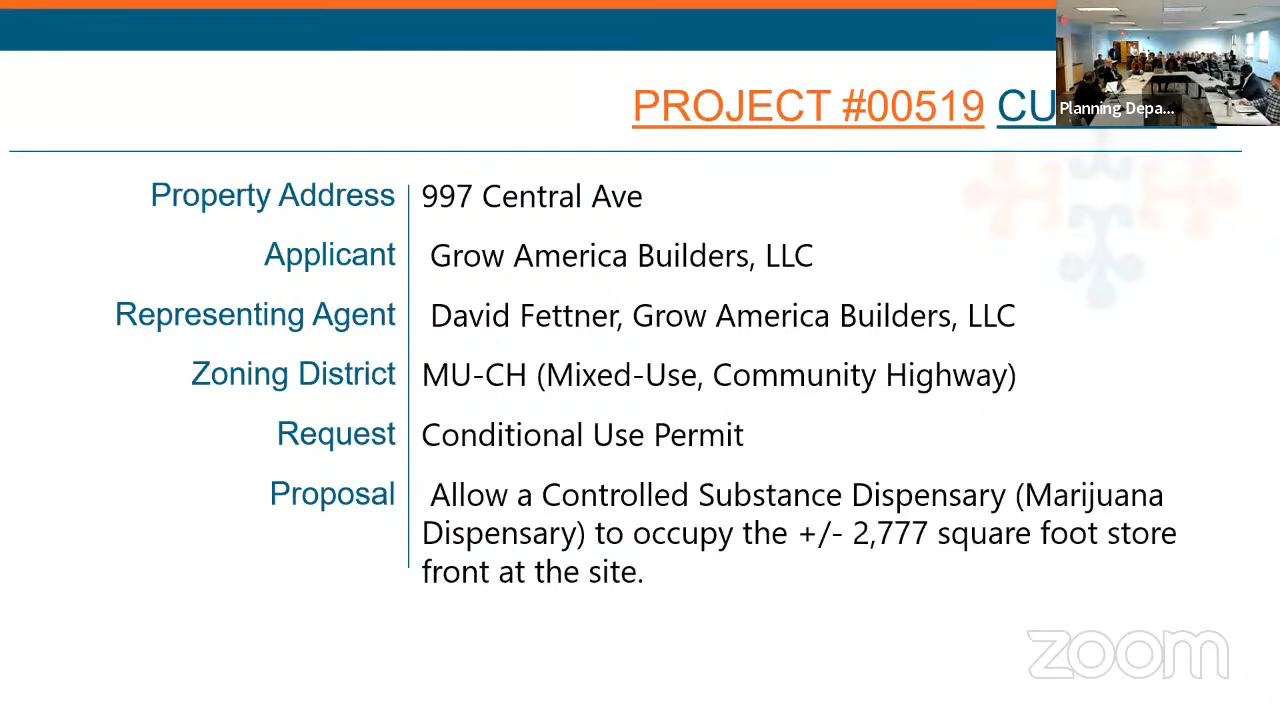 PROJECT #00519 CU
Planning Depa...
Property Address 997 Central Ave
Applicant Grow America Builders, LLC
Representing Agent David Fettner, Grow America Builders, LLC
Zoning District MU-CH (Mixed-Use, Community Highway)
Request Conditional Use Permit
Proposal Allow a Controlled Substance Dispensary (Marijuana
Dispensary) to occupy the +/- 2,777 square foot store
front at the site.
zoom